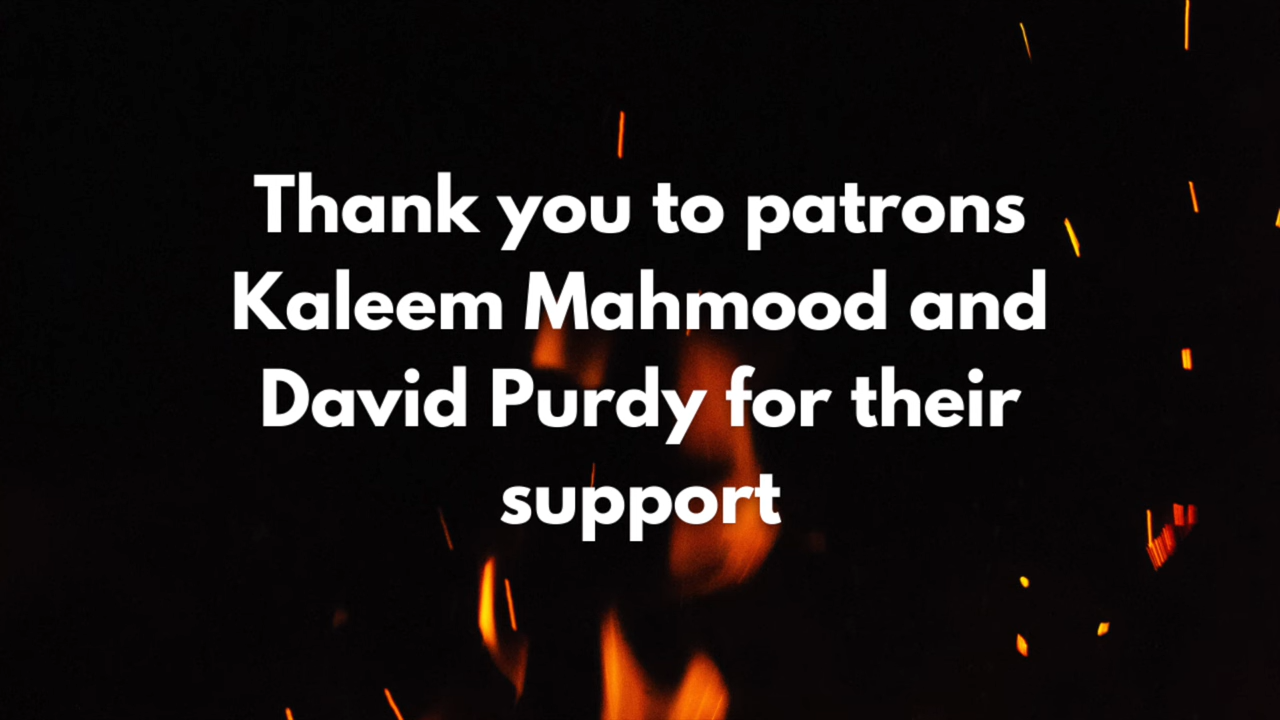 Thank you to patrons
Kaleem Mahmood and
David Purdy for their
support